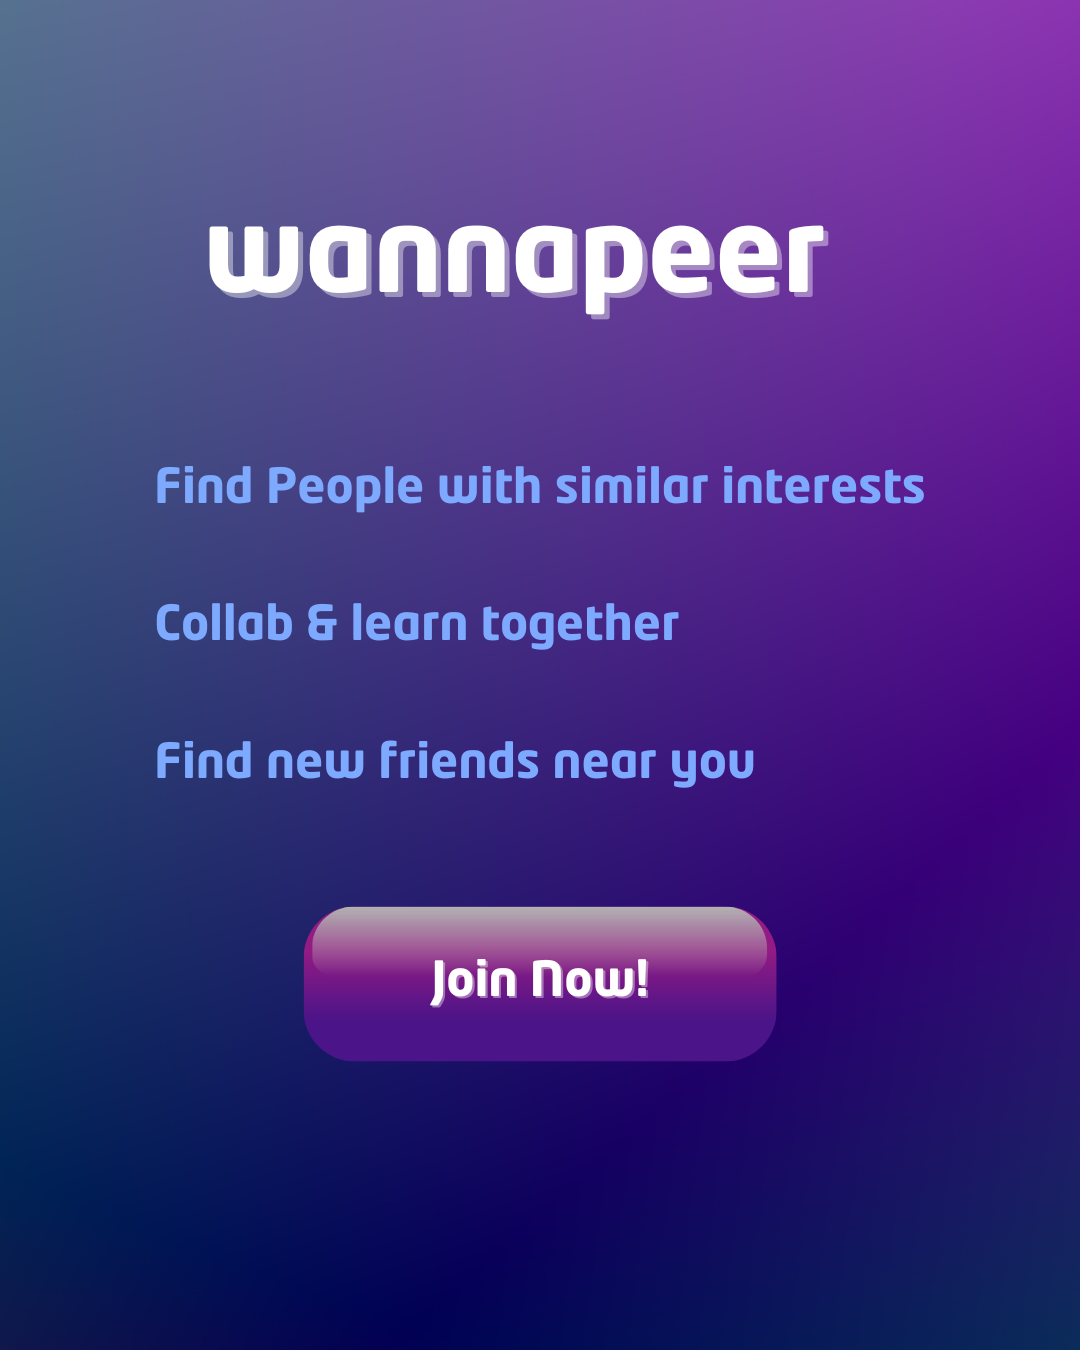 wannapeer
Find People with similar interests
Collab & learn together
Find new friends near you
Join Now!